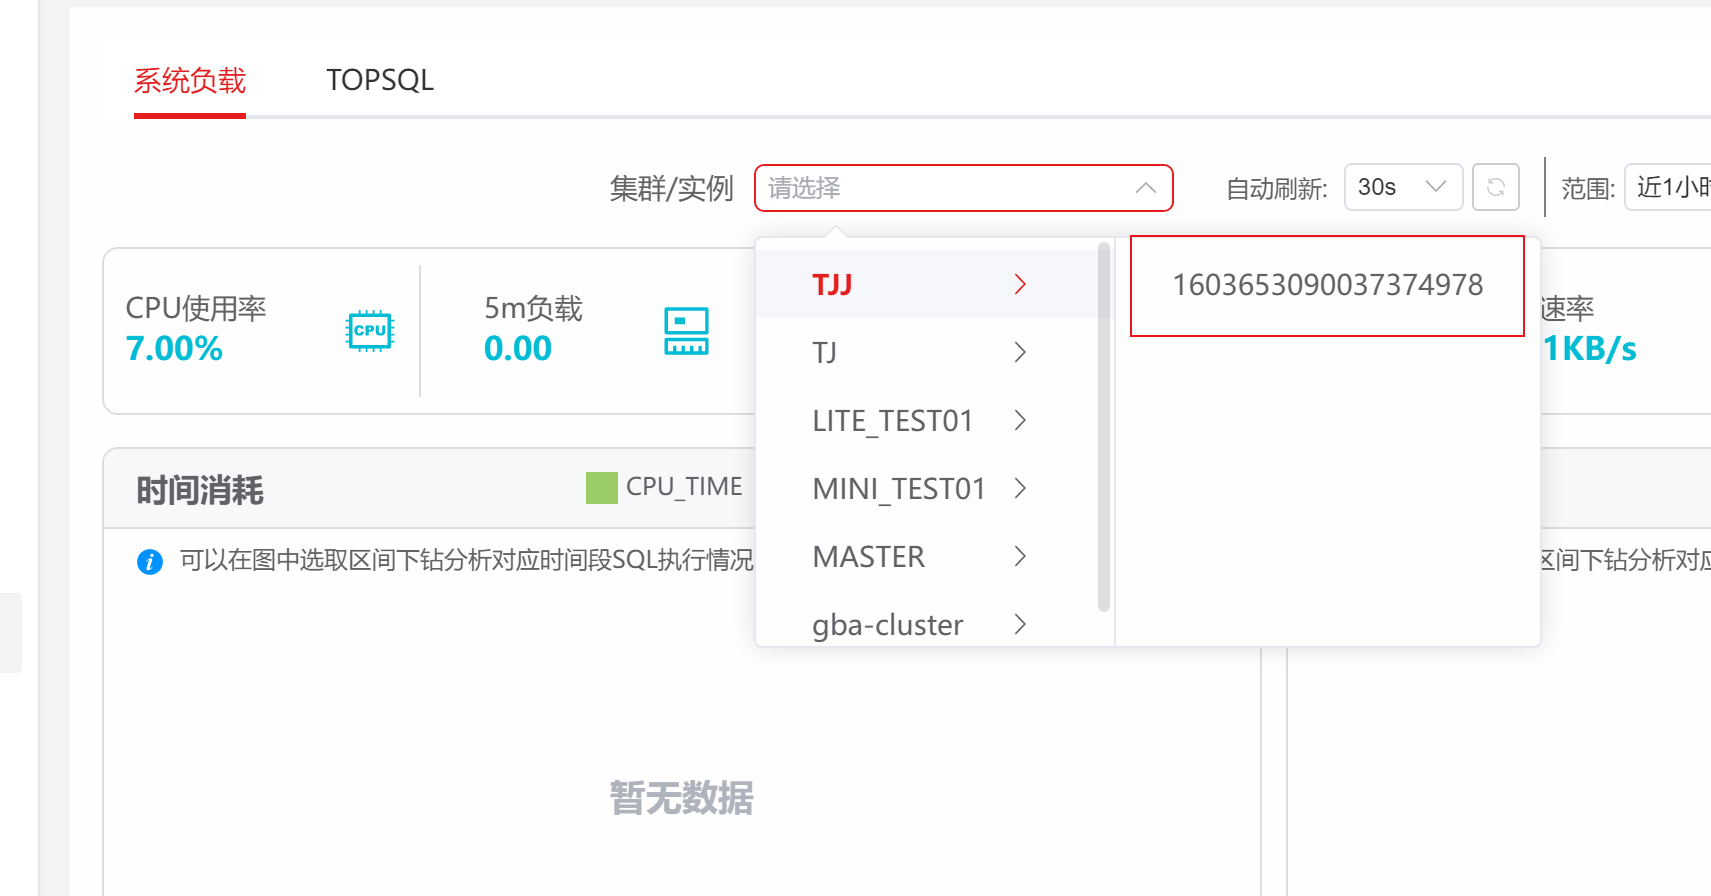 系统负载 TOPSQL
集群/实例 请选择 自动刷新: 30s 范围: 近1小时
TJJ 1603653090037374978
CPU使用率 CPU 5m负载 速率
7.00% 0.00 1KB/s
TJ
LITE_TEST01
时间消耗 CPU_TIME MINI_TEST01
可以在图中选取区间下钻分析对应时间段SQL执行情况 MASTER 区间下钻分析对应
gba-cluster
暂无数据